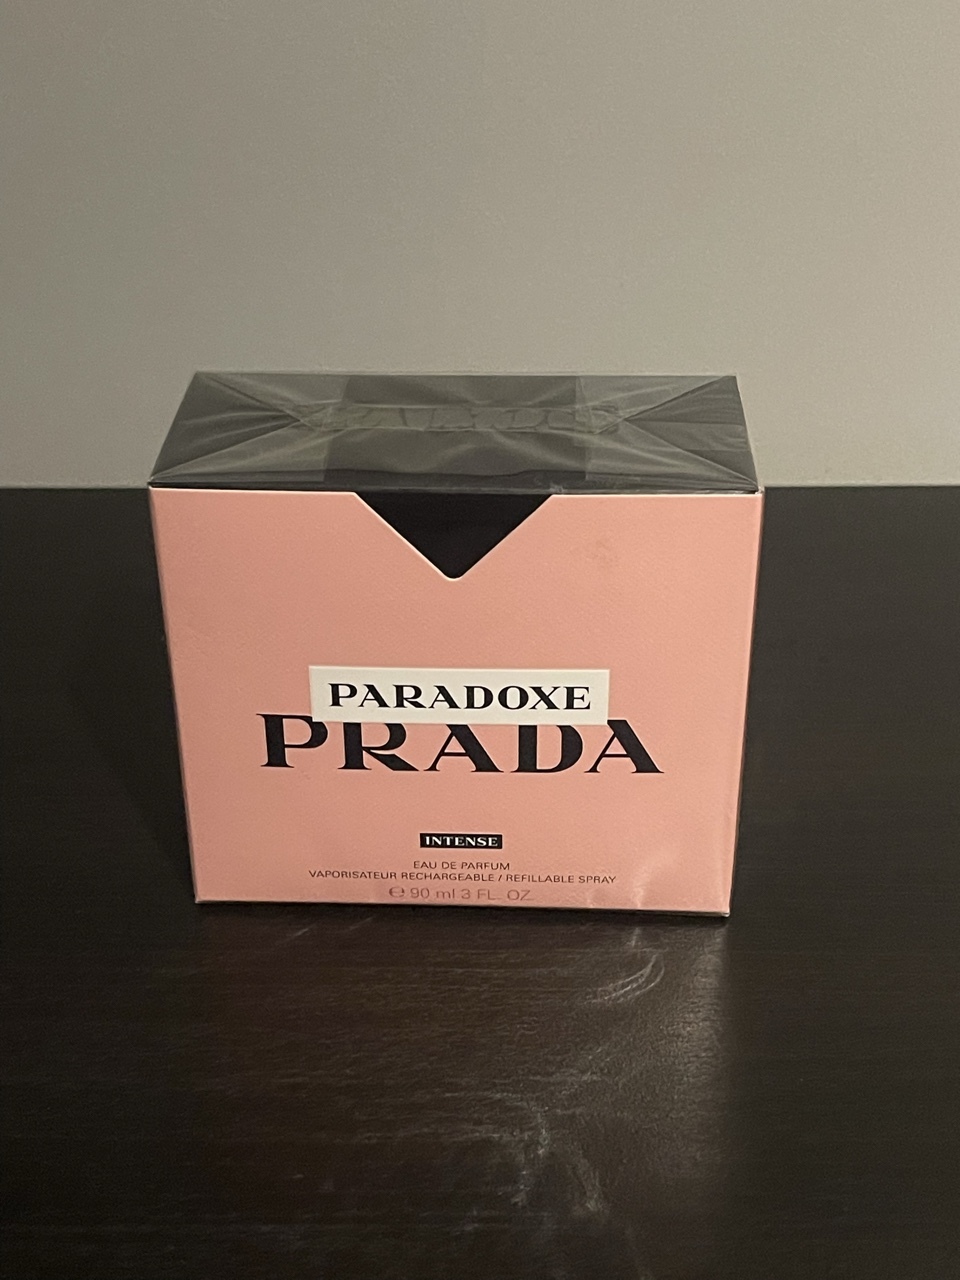 PARADOXE
PRADA
INTENSE
EAU DE PARFUM
VAPORISATEUR RECHARGEABLE / REFILLABLE SPRAY
℮ 90 ml 3 FL. OZ.